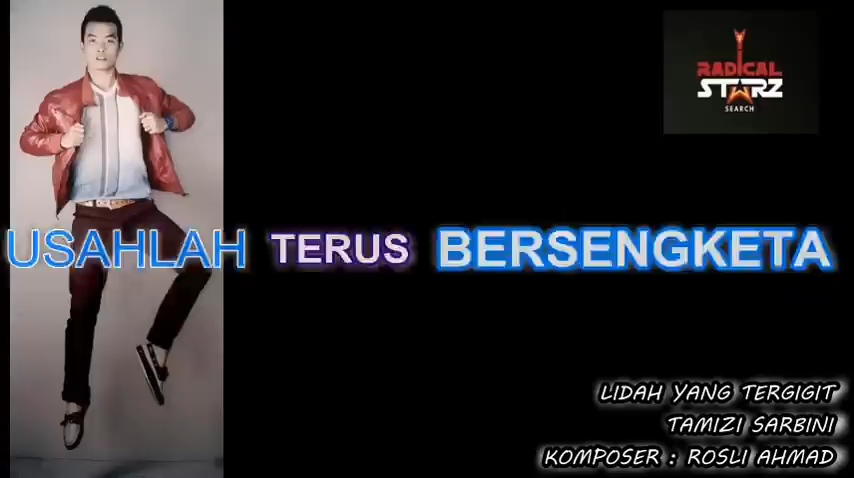 RADICAL
STARZ
SEARCH
USAHLAH TERUS BERSENGKETA
LIDAH YANG TERGIGIT
TAMIZI SARBINI
KOMPOSER : ROSLI AHMAD